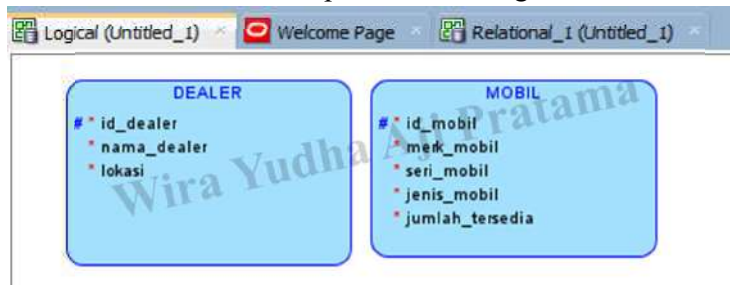 Logical (Untitled_1) × Welcome Page × Relational_1 (Untitled_1) ×
DEALER
# * id_dealer
* nama_dealer
* lokasi
MOBIL
# * id_mobil
* merk_mobil
* seri_mobil
* jenis_mobil
* jumlah_tersedia
Wira Yudha Aji Pratama